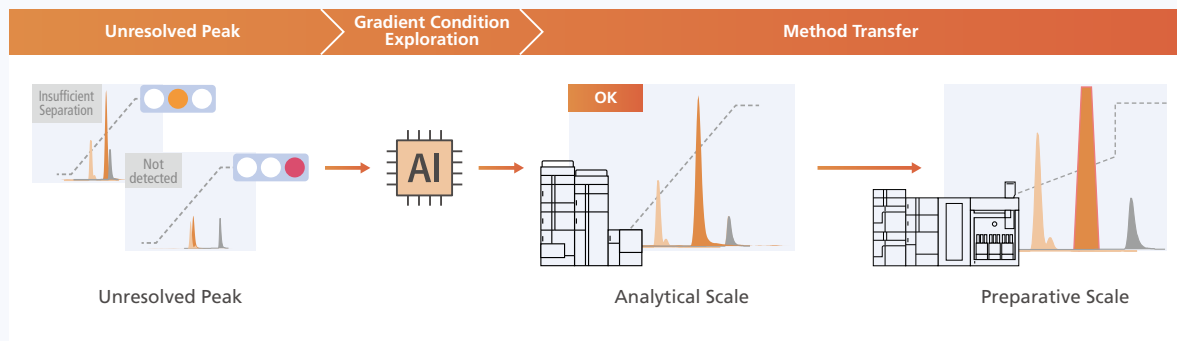 Unresolved Peak
Gradient Condition
Exploration
Method Transfer
Insufficient
Separation
Not
detected
AI
OK
Unresolved Peak
Analytical Scale
Preparative Scale